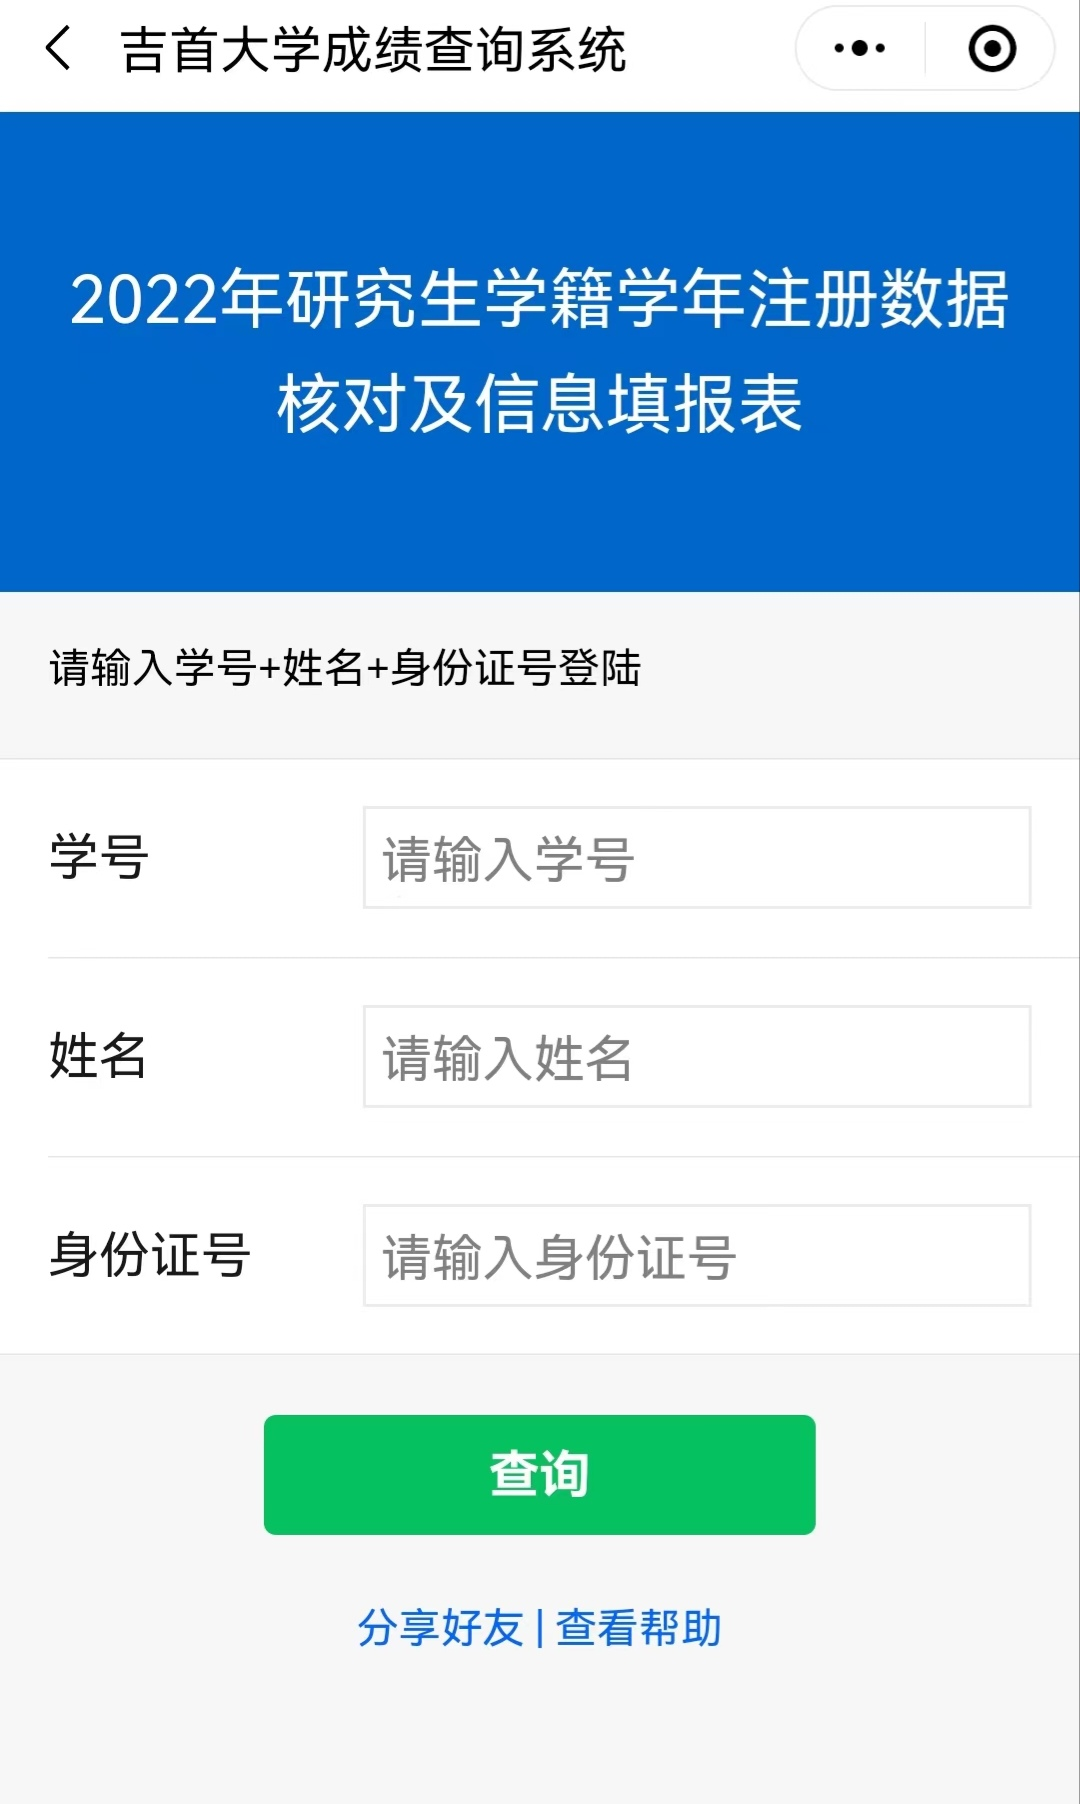 吉首大学成绩查询系统
2022年研究生学籍学年注册数据
核对及信息填报表
请输入学号+姓名+身份证号登陆
学号
请输入学号
姓名
请输入姓名
身份证号
请输入身份证号
查询
分享好友 | 查看帮助